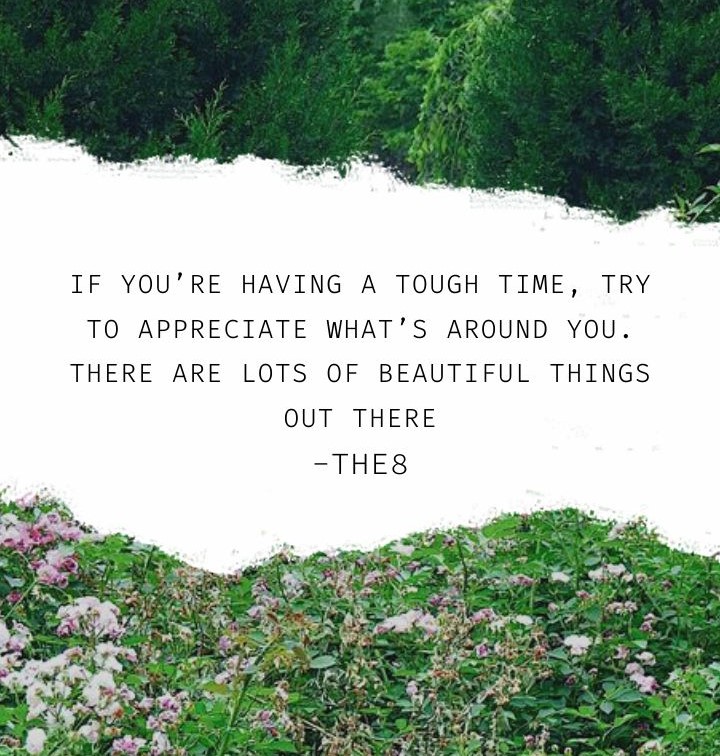 IF YOU'RE HAVING A TOUGH TIME, TRY
TO APPRECIATE WHAT'S AROUND YOU.
THERE ARE LOTS OF BEAUTIFUL THINGS
OUT THERE
-THE8